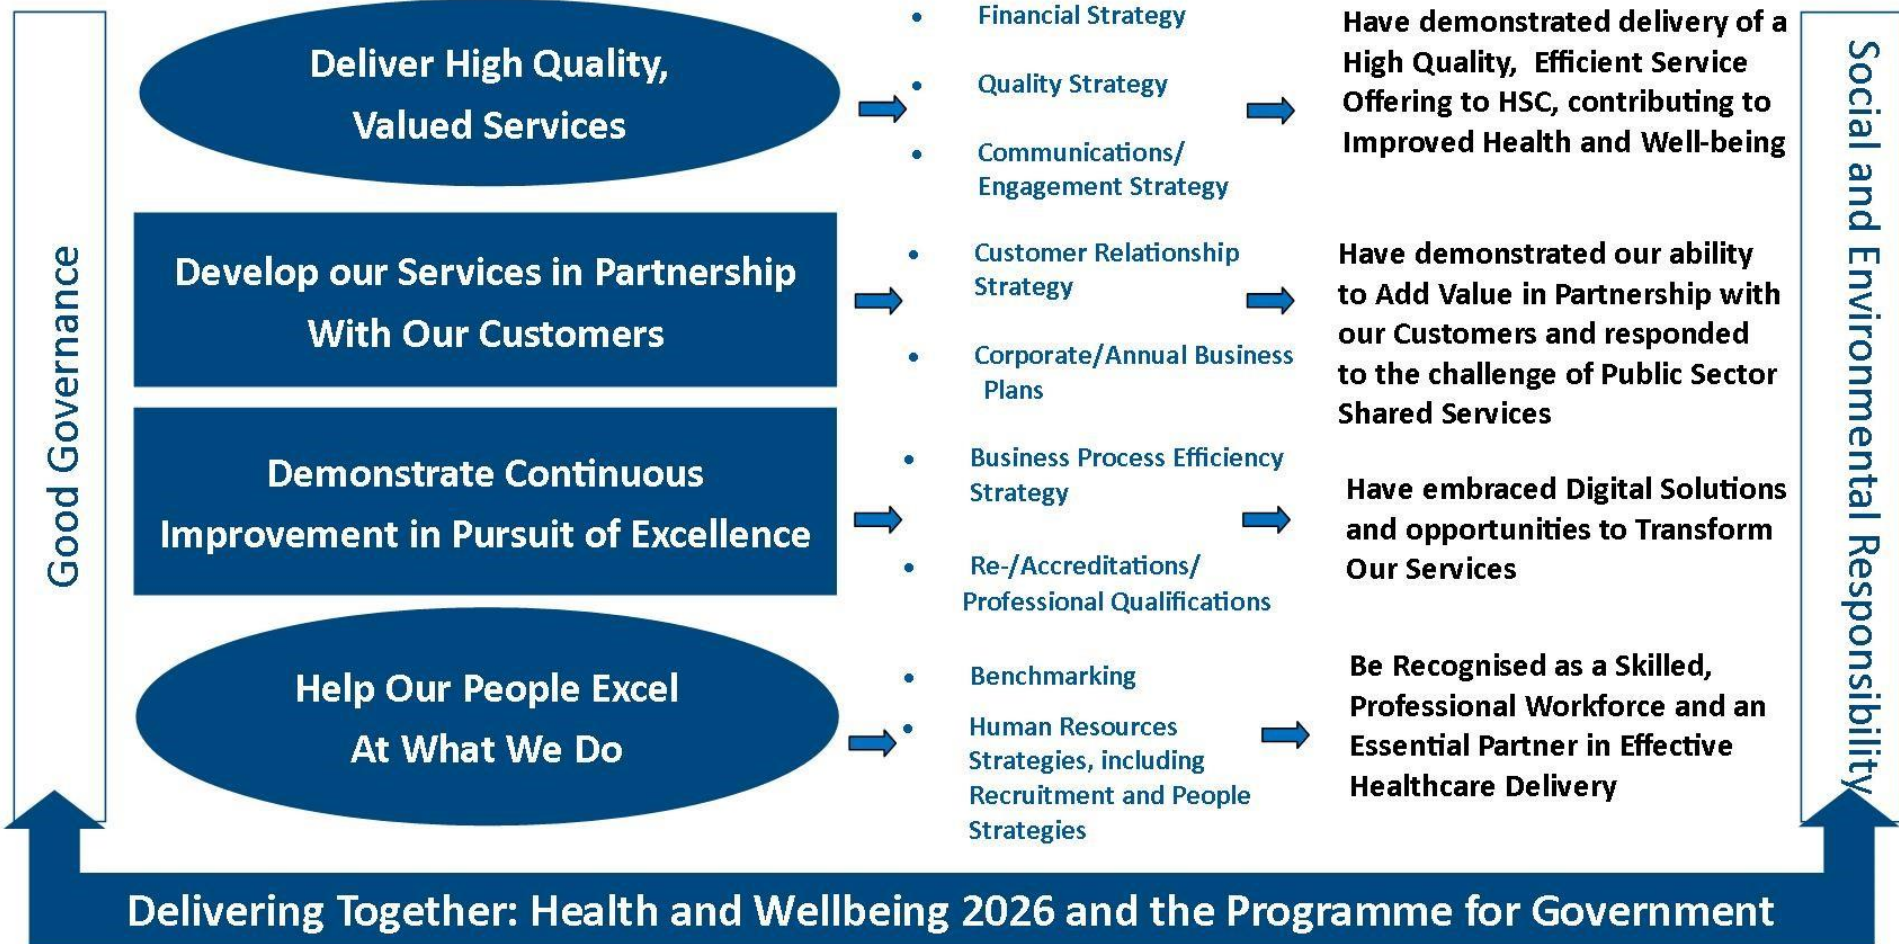 Good Governance
Deliver High Quality,
Valued Services
• Financial Strategy
• Quality Strategy
• Communications/
Engagement Strategy
Have demonstrated delivery of a
High Quality, Efficient Service
Offering to HSC, contributing to
Improved Health and Well-being
Develop our Services in Partnership
With Our Customers
• Customer Relationship
Strategy
• Corporate/Annual Business
Plans
Have demonstrated our ability
to Add Value in Partnership with
our Customers and responded
to the challenge of Public Sector
Shared Services
Demonstrate Continuous
Improvement in Pursuit of Excellence
• Business Process Efficiency
Strategy
• Re-/Accreditations/
Professional Qualifications
Have embraced Digital Solutions
and opportunities to Transform
Our Services
Help Our People Excel
At What We Do
• Benchmarking
• Human Resources
Strategies, including
Recruitment and People
Strategies
Be Recognised as a Skilled,
Professional Workforce and an
Essential Partner in Effective
Healthcare Delivery
Social and Environmental Responsibility
Delivering Together: Health and Wellbeing 2026 and the Programme for Government